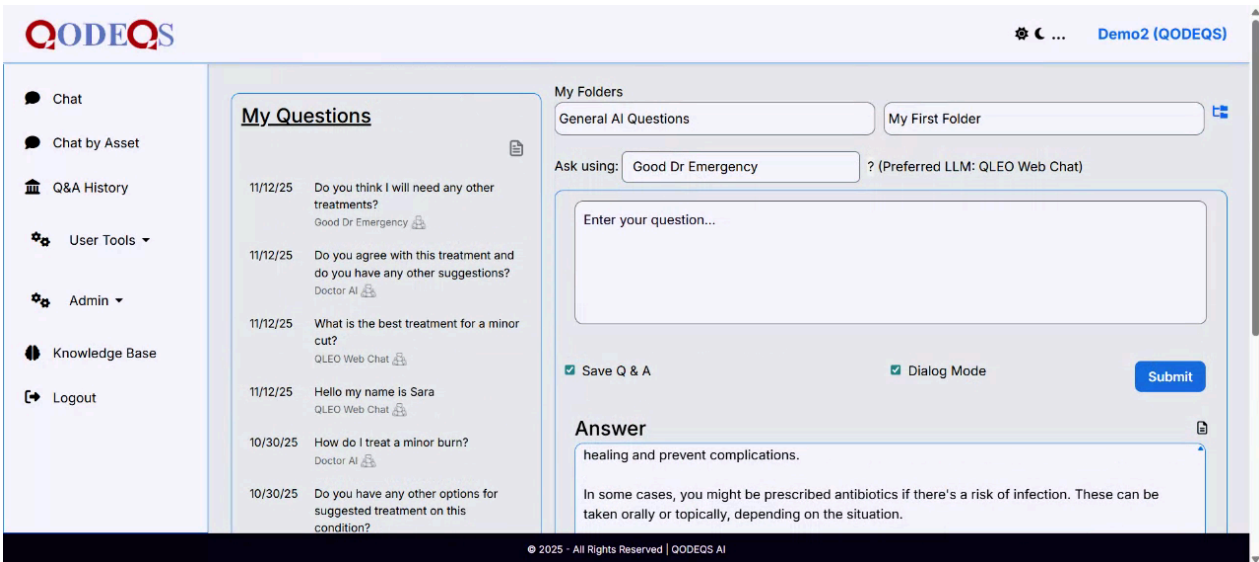 QODEQS
...
Demo2 (QODEQS)
Chat
Chat by Asset
Q&A History
User Tools
Admin
Knowledge Base
Logout
My Questions
11/12/25 Do you think I will need any other
treatments?
Good Dr Emergency
11/12/25 Do you agree with this treatment and
do you have any other suggestions?
Doctor AI
11/12/25 What is the best treatment for a minor
cut?
QLEO Web Chat
11/12/25 Hello my name is Sara
QLEO Web Chat
10/30/25 How do I treat a minor burn?
Doctor AI
10/30/25 Do you have any other options for
suggested treatment on this
condition?
My Folders
General AI Questions
My First Folder
Ask using: Good Dr Emergency ? (Preferred LLM: QLEO Web Chat)
Enter your question...
Save Q & A
Dialog Mode
Submit
Answer
healing and prevent complications.
In some cases, you might be prescribed antibiotics if there's a risk of infection. These can be
taken orally or topically, depending on the situation.
© 2025 - All Rights Reserved | QODEQS AI